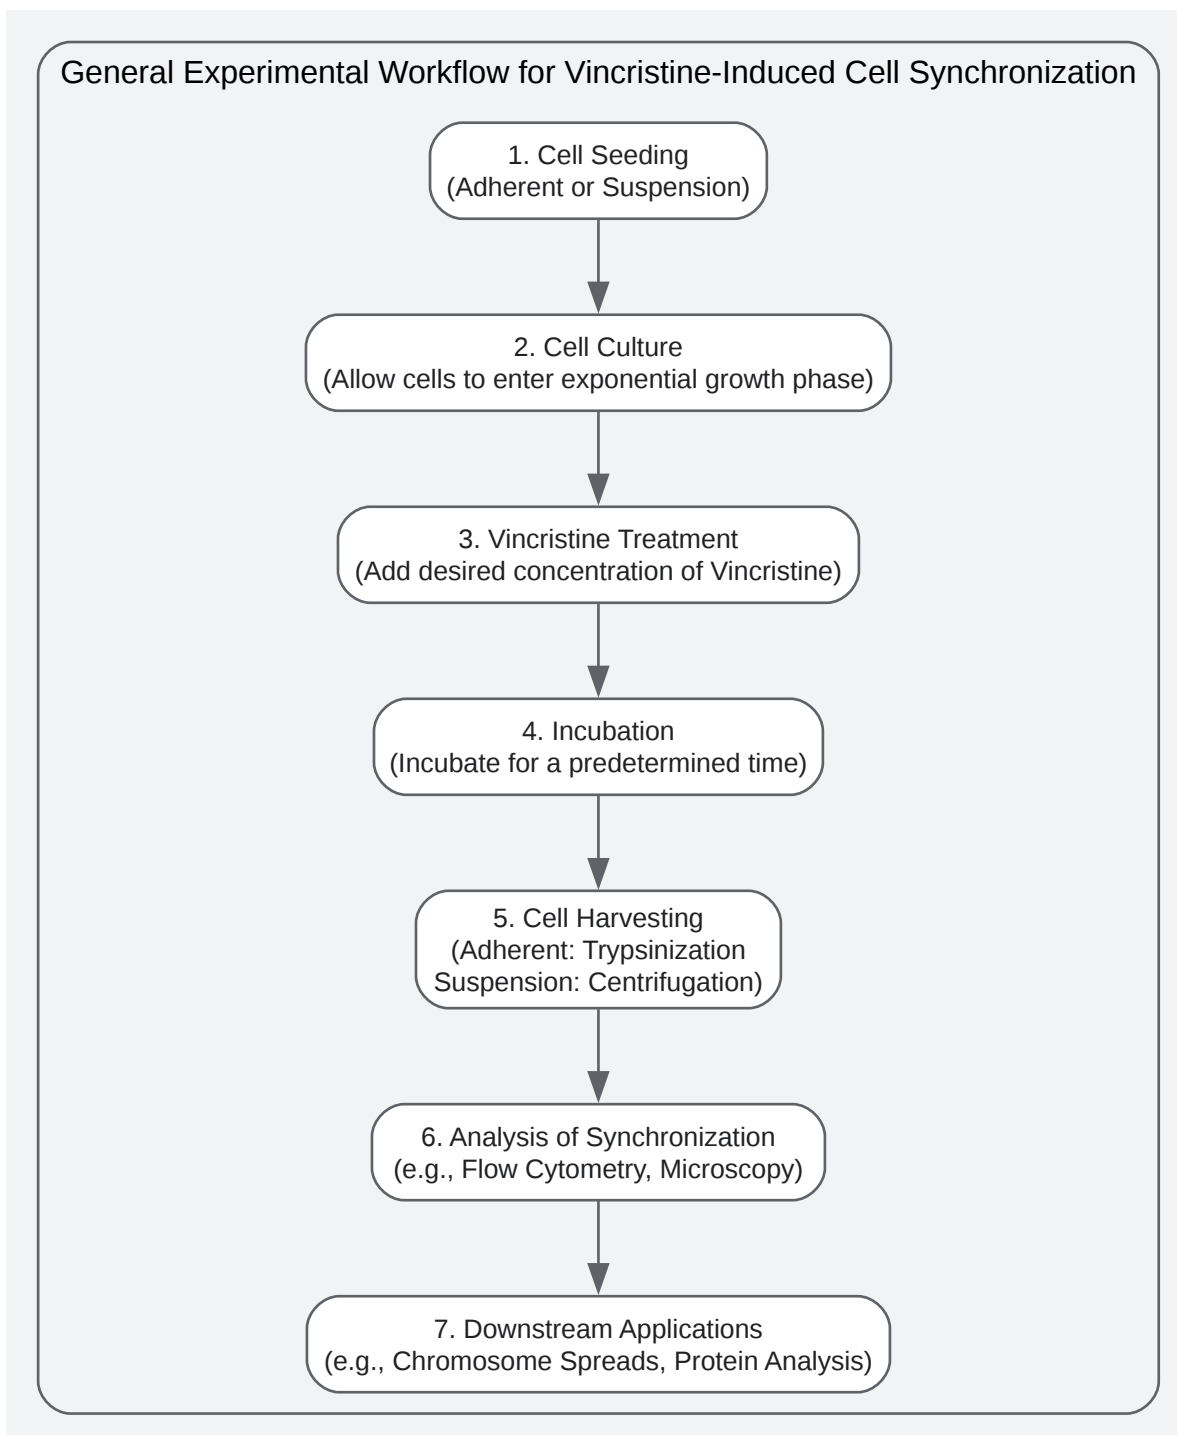 General Experimental Workflow for Vincristine-Induced Cell Synchronization
1. Cell Seeding
(Adherent or Suspension)
2. Cell Culture
(Allow cells to enter exponential growth phase)
3. Vincristine Treatment
(Add desired concentration of Vincristine)
4. Incubation
(Incubate for a predetermined time)
5. Cell Harvesting
(Adherent: Trypsinization
Suspension: Centrifugation)
6. Analysis of Synchronization
(e.g., Flow Cytometry, Microscopy)
7. Downstream Applications
(e.g., Chromosome Spreads, Protein Analysis)